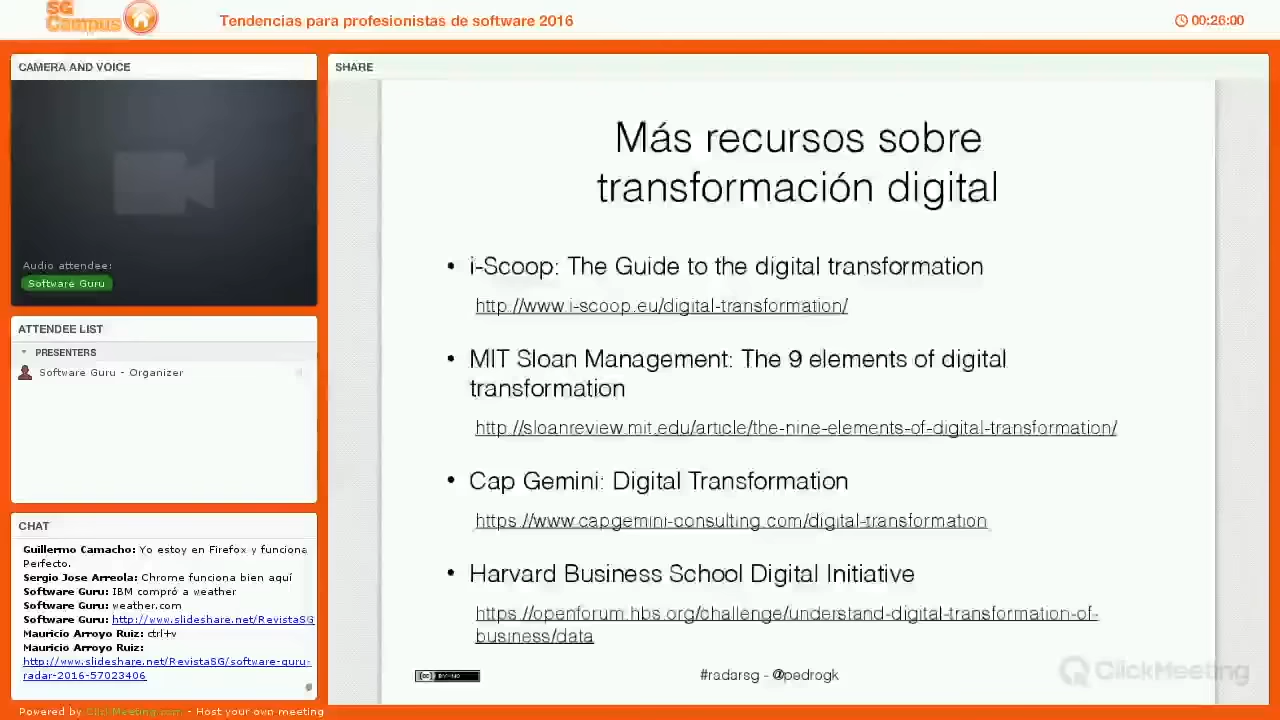 SG
Campus
Tendencias para profesionistas de software 2016
00:26:00
CAMERA AND VOICE
Audio attendee:
Software Guru
ATTENDEE LIST
PRESENTERS
Software Guru - Organizer
CHAT
Guillermo Camacho: Yo estoy en Firefox y funciona
Perfecto.
Sergio Jose Arreola: Chrome funciona bien aquí
Software Guru: IBM compró a weather
Software Guru: weather.com
Software Guru: http://www.slideshare.net/RevistaSG
Mauricio Arroyo Ruiz: ctrl+v
Mauricio Arroyo Ruiz:
http://www.slideshare.net/RevistaSG/software-guru-
radar-2016-57023406
SHARE
Más recursos sobre
transformación digital
• i-Scoop: The Guide to the digital transformation
http://www.i-scoop.eu/digital-transformation/
• MIT Sloan Management: The 9 elements of digital
transformation
http://sloanreview.mit.edu/article/the-nine-elements-of-digital-transformation/
• Cap Gemini: Digital Transformation
https://www.capgemini-consulting.com/digital-transformation
• Harvard Business School Digital Initiative
https://openforum.hbs.org/challenge/understand-digital-transformation-of-
business/data
#radarsg - @pedrogk
ClickMeeting
Powered by ClickMeeting.com - Host your own meeting